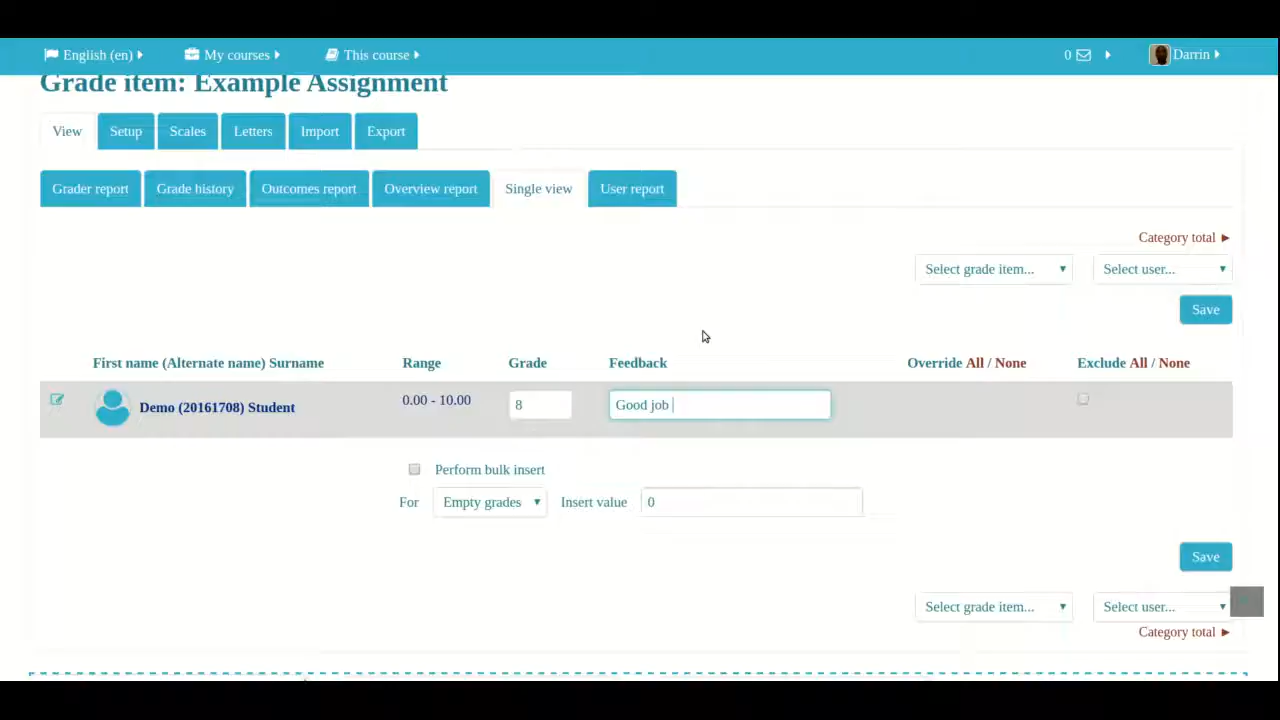 English (en) My courses This course 0 Darrin
Grade item: Example Assignment
View Setup Scales Letters Import Export
Grader report Grade history Outcomes report Overview report Single view User report
Category total ►
Select grade item... Select user...
Save
First name (Alternate name) Surname Range Grade Feedback Override All / None Exclude All / None
Demo (20161708) Student 0.00 - 10.00 8 Good job
Perform bulk insert
For Empty grades Insert value 0
Save
Select grade item... Select user...
Category total ►